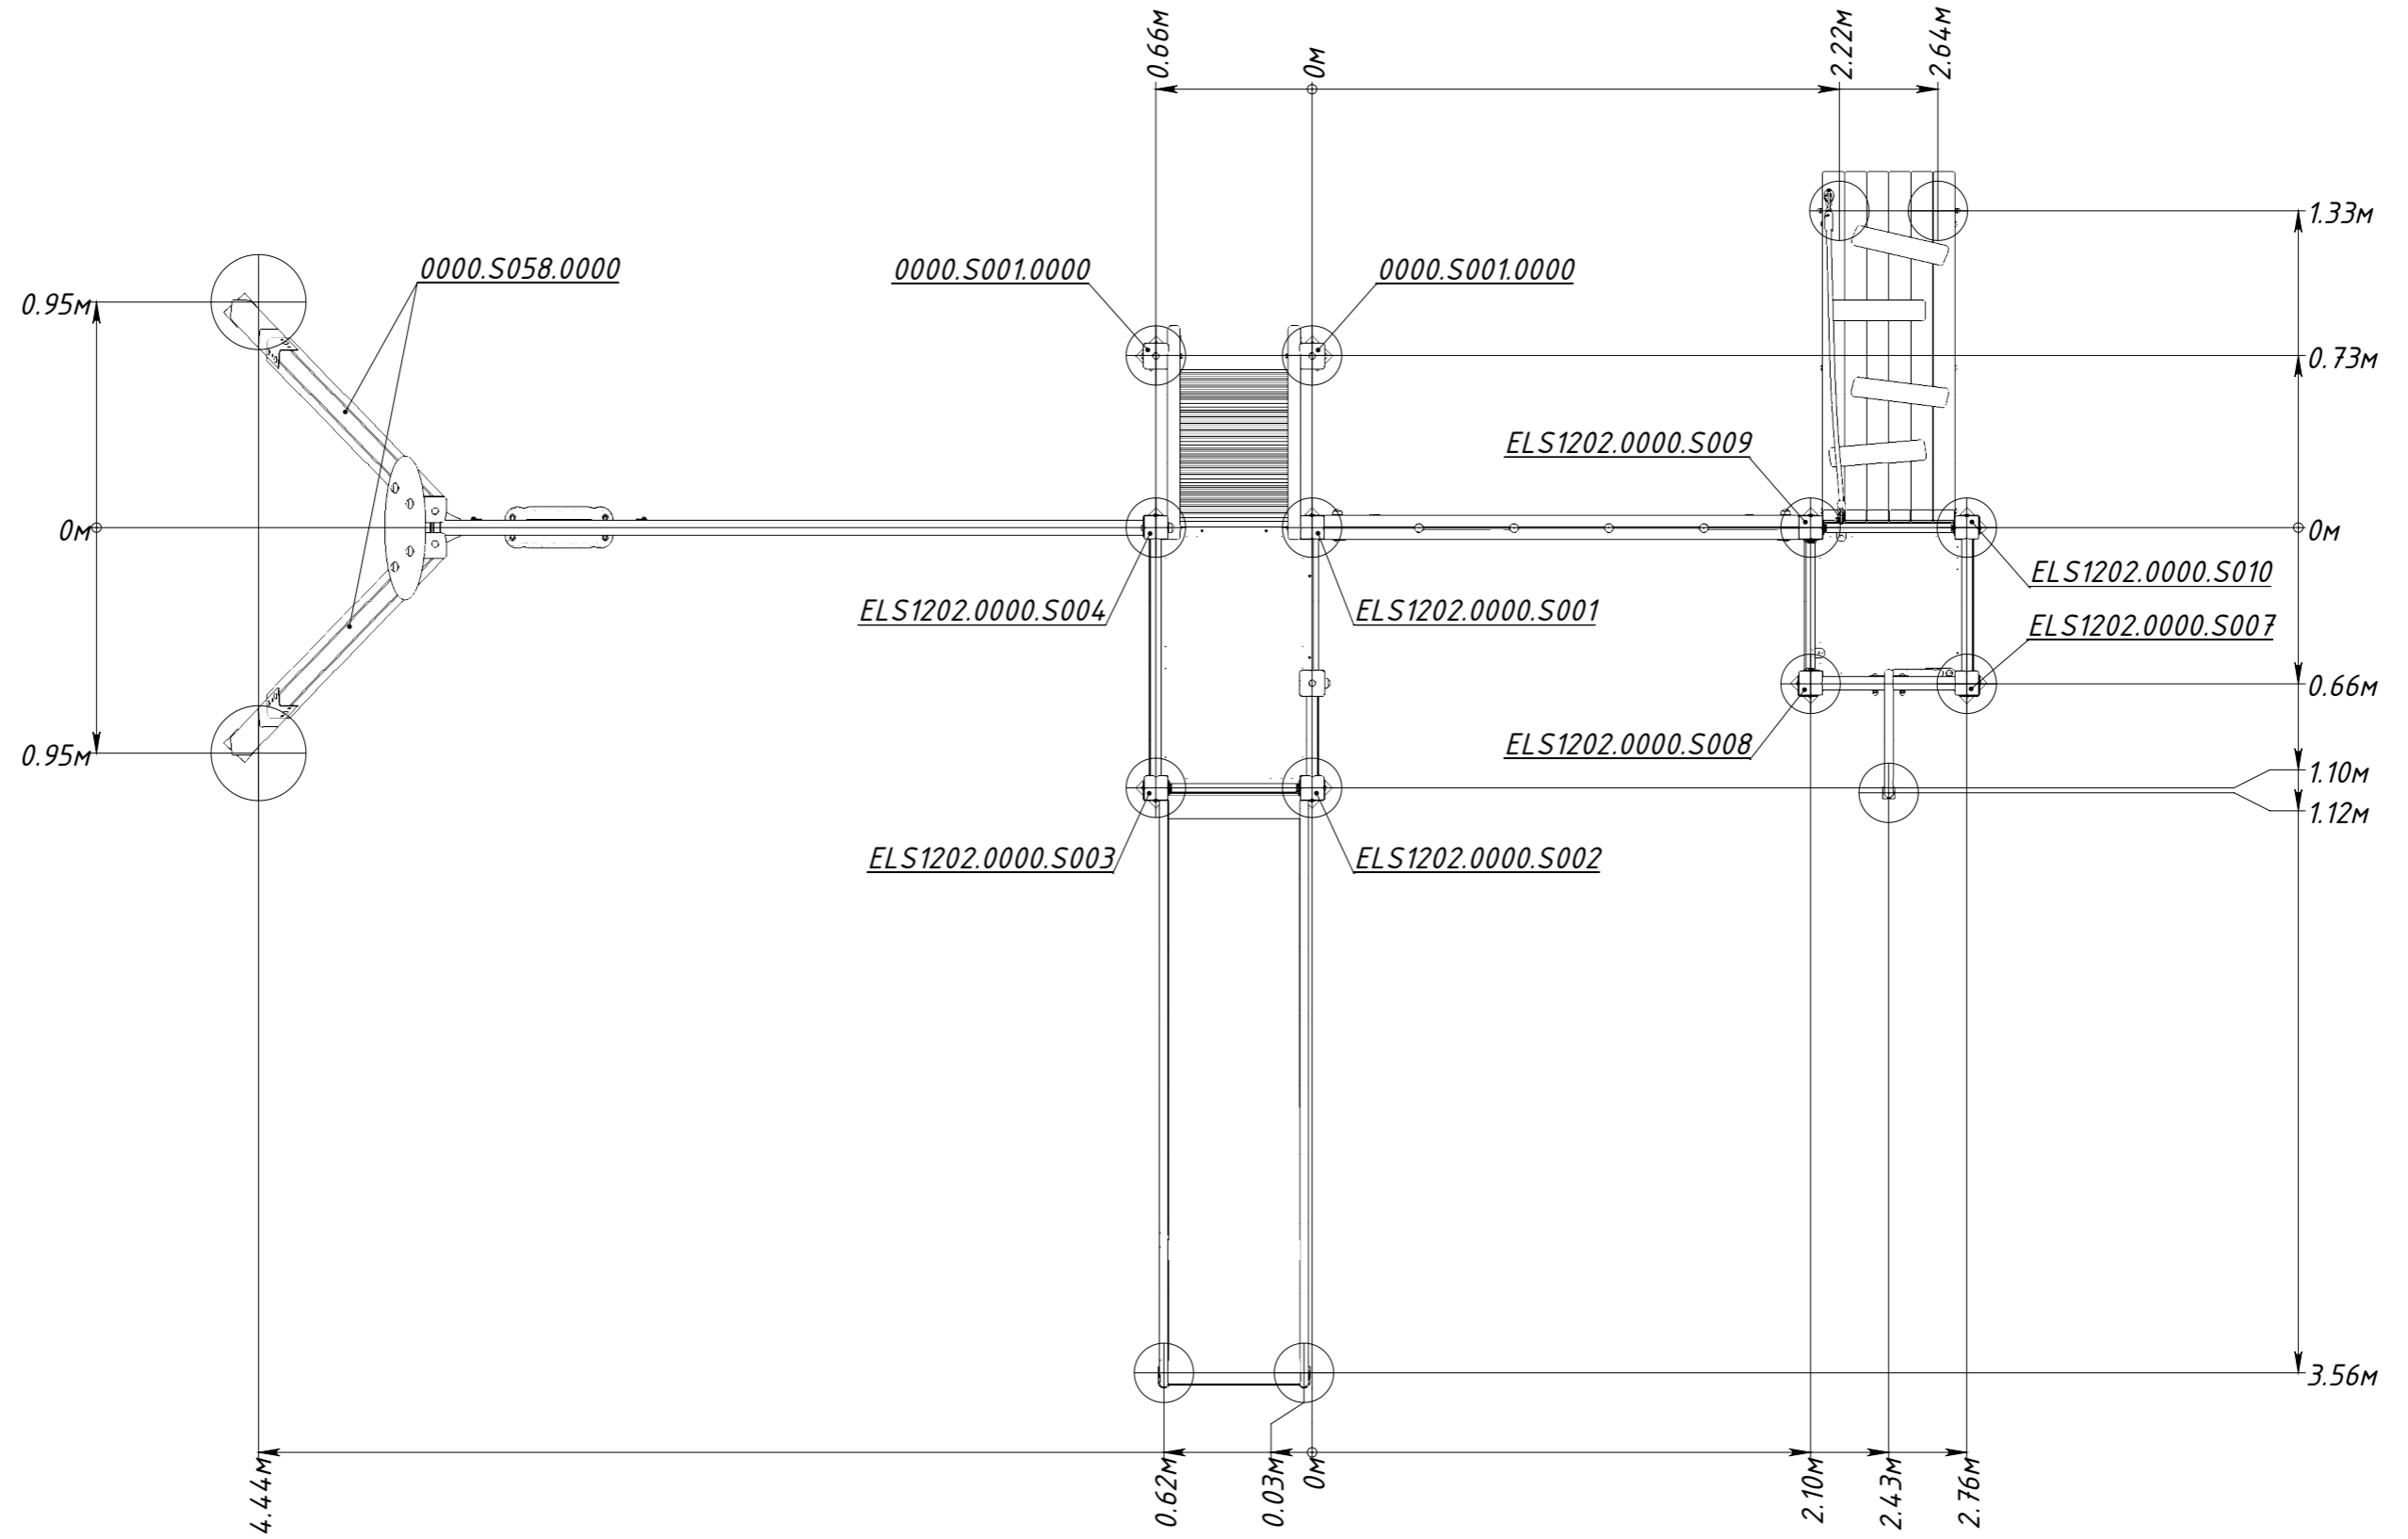 0.66м
0м
2.22м
2.64м
1.33м
0000.S058.0000
0000.S001.0000
0000.S001.0000
0.95м
0.73м
ELS1202.0000.S009
0м
0м
ELS1202.0000.S010
ELS1202.0000.S004
ELS1202.0000.S001
ELS1202.0000.S007
0.66м
ELS1202.0000.S008
0.95м
1.10м
1.12м
ELS1202.0000.S003
ELS1202.0000.S002
3.56м
4.44м
0.62м
0.03м
0м
2.10м
2.43м
2.76м